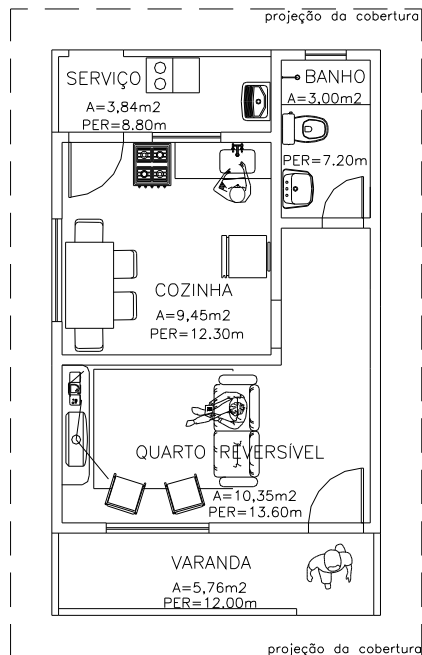 projeção da cobertura
SERVIÇO
A=3,84m2
PER=8.80m
BANHO
A=3,00m2
PER=7.20m
COZINHA
A=9,45m2
PER=12.30m
QUARTO REVERSÍVEL
A=10,35m2
PER=13.60m
VARANDA
A=5,76m2
PER=12.00m
projeção da cobertura